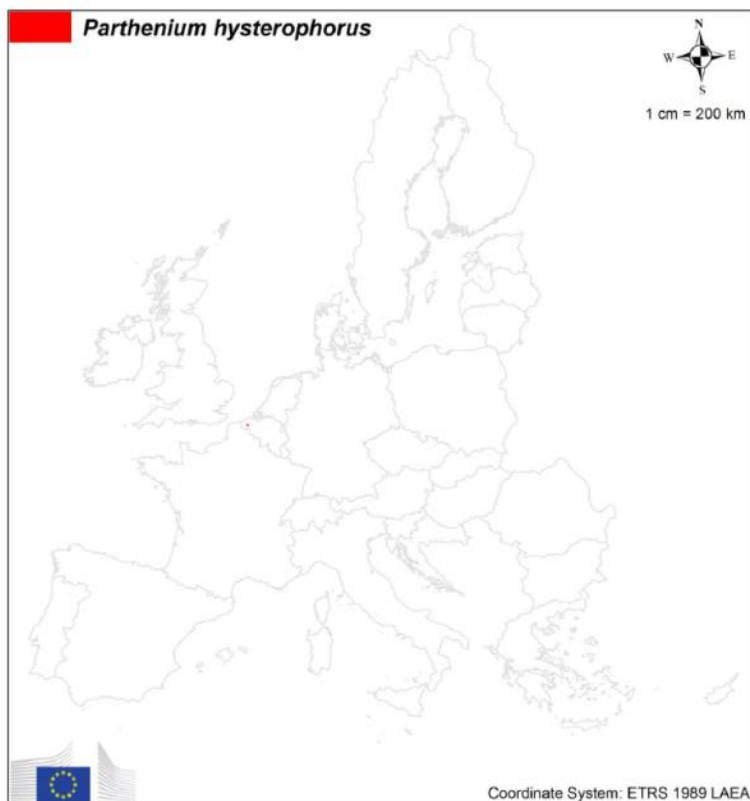 Parthenium hysterophorus
N
W E
S
1 cm = 200 km
Coordinate System: ETRS 1989 LAEA